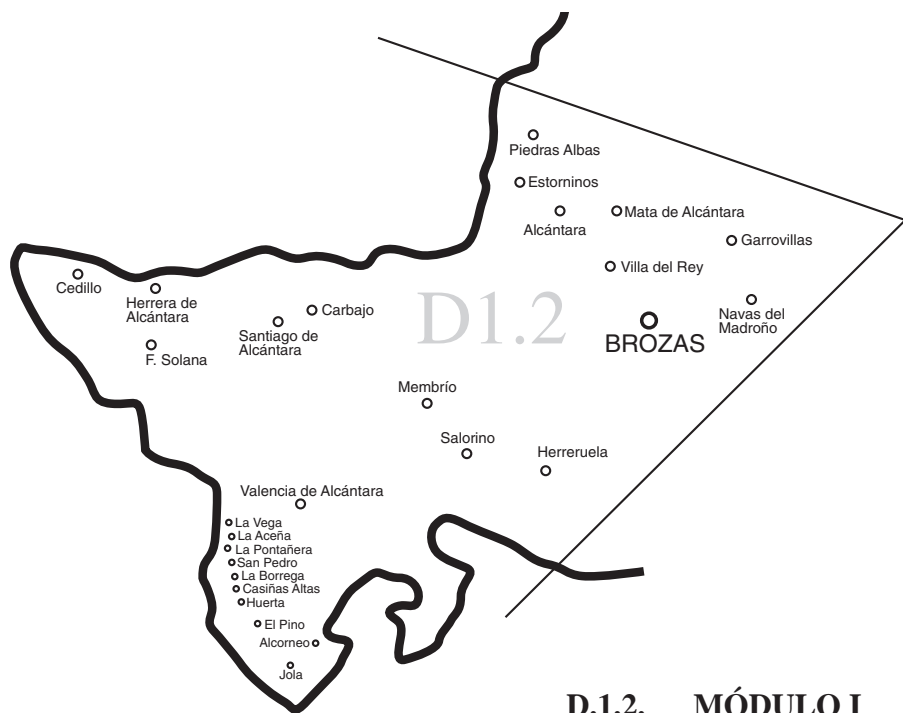 Piedras Albas
Estorninos
Alcántara
Mata de Alcántara
Garrovillas
Villa del Rey
Cedillo
Herrera de
Alcántara
Carbajo
Santiago de
Alcántara
D1.2
Navas del
Madroño
BROZAS
F. Solana
Membrío
Salorino
Herreruela
Valencia de Alcántara
La Vega
La Aceña
La Pontañera
San Pedro
La Borrega
Casiñas Altas
Huerta
El Pino
Alcorneo
Jola
D.1.2. MÓDULO I